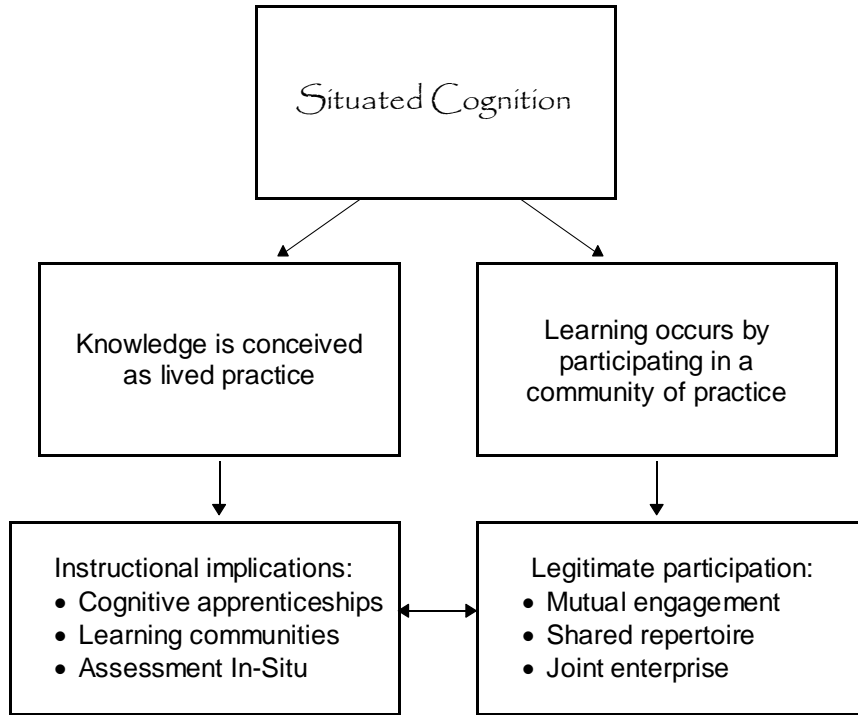 Situated Cognition
Knowledge is conceived
as lived practice
Learning occurs by
participating in a
community of practice
Instructional implications:
• Cognitive apprenticeships
• Learning communities
• Assessment In-Situ
Legitimate participation:
• Mutual engagement
• Shared repertoire
• Joint enterprise